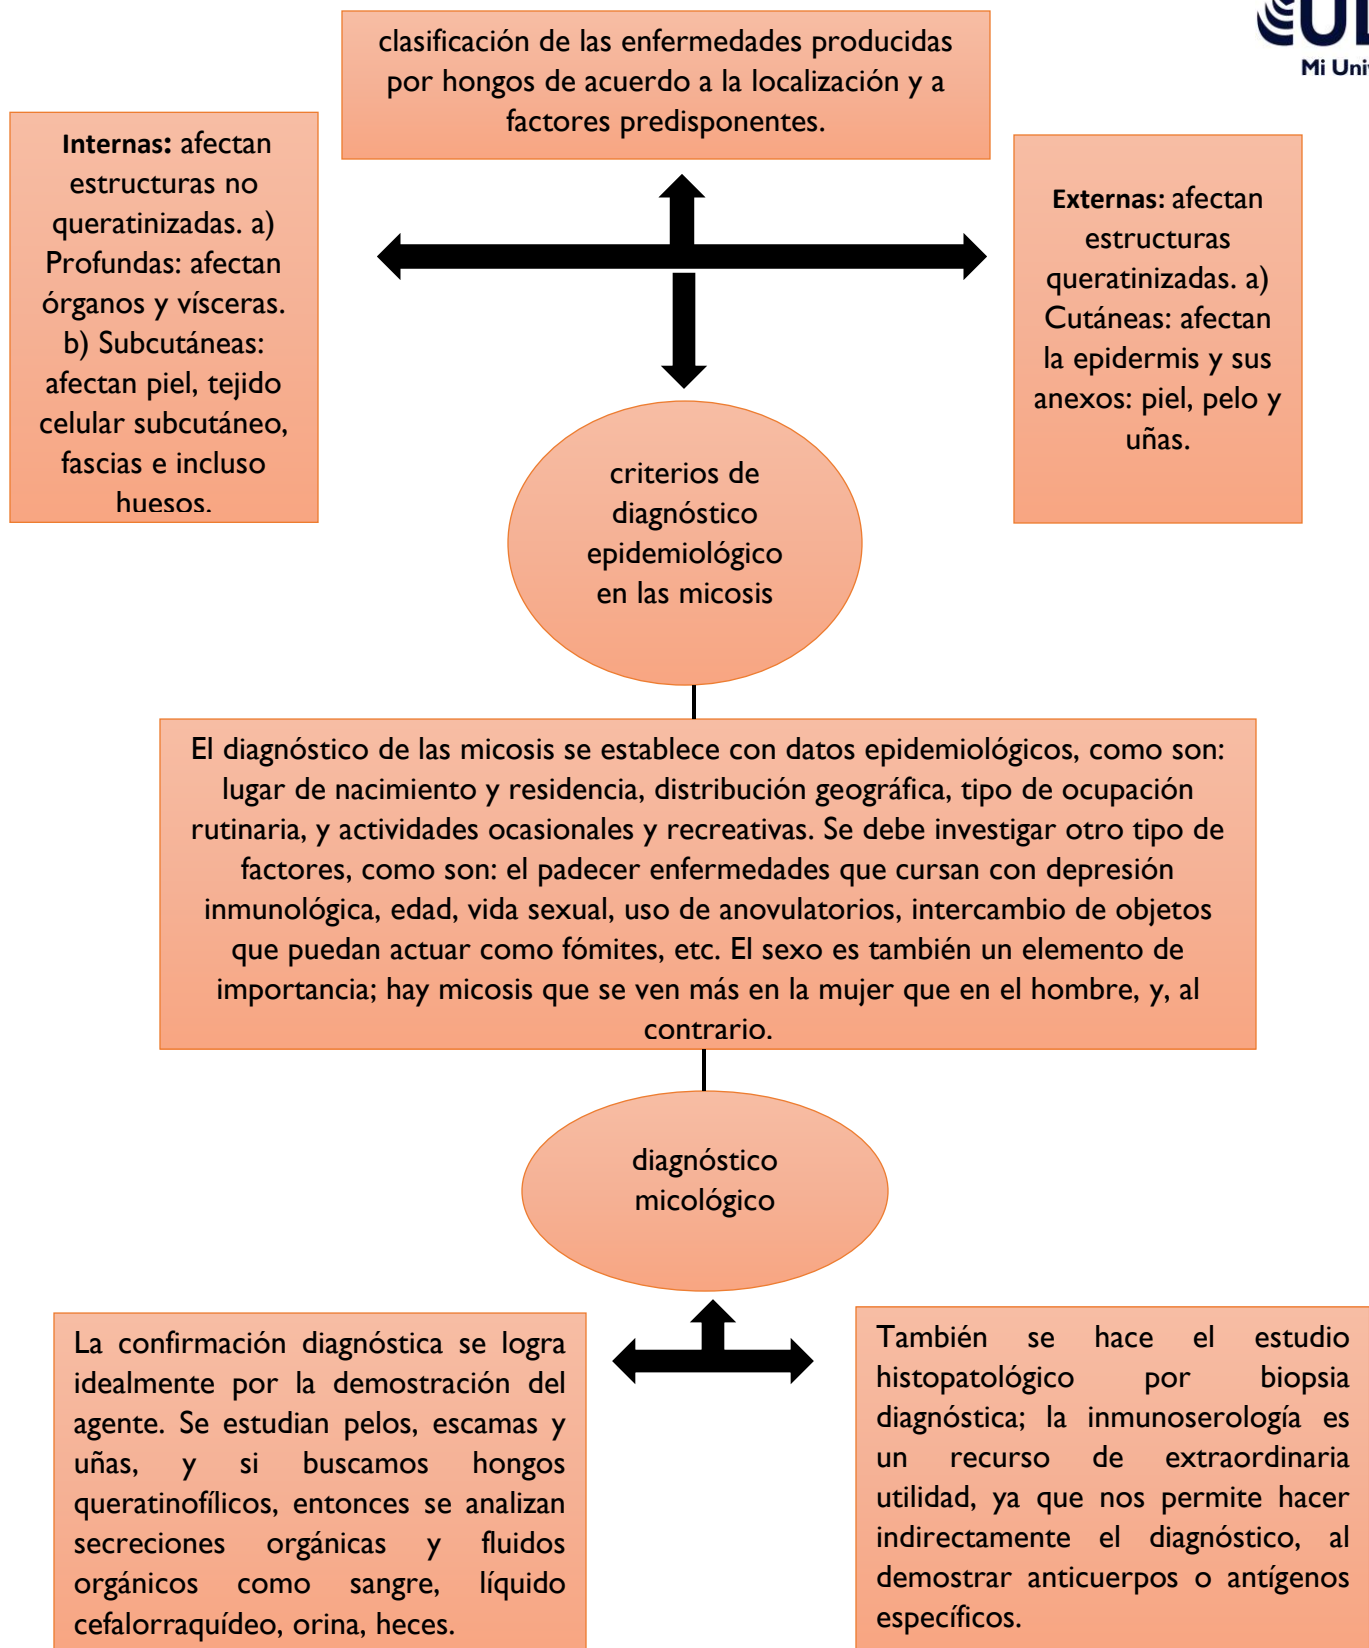 clasificación de las enfermedades producidas
por hongos de acuerdo a la localización y a
factores predisponentes.
Mi Univ
Internas: afectan
estructuras no
queratinizadas. a)
Profundas: afectan
órganos y vísceras.
b) Subcutáneas:
afectan piel, tejido
celular subcutáneo,
fascias e incluso
huesos.
Externas: afectan
estructuras
queratinizadas. a)
Cutáneas: afectan
la epidermis y sus
anexos: piel, pelo y
uñas.
criterios de
diagnóstico
epidemiológico
en las micosis
El diagnóstico de las micosis se establece con datos epidemiológicos, como son:
lugar de nacimiento y residencia, distribución geográfica, tipo de ocupación
rutinaria, y actividades ocasionales y recreativas. Se debe investigar otro tipo de
factores, como son: el padecer enfermedades que cursan con depresión
inmunológica, edad, vida sexual, uso de anovulatorios, intercambio de objetos
que puedan actuar como fómites, etc. El sexo es también un elemento de
importancia; hay micosis que se ven más en la mujer que en el hombre, y, al
contrario.
diagnóstico
micológico
La confirmación diagnóstica se logra
idealmente por la demostración del
agente. Se estudian pelos, escamas y
uñas, y si buscamos hongos
queratinofílicos, entonces se analizan
secreciones orgánicas y fluidos
orgánicos como sangre, líquido
cefalorraquídeo, orina, heces.
También se hace el estudio
histopatológico por biopsia
diagnóstica; la inmunoserología es
un recurso de extraordinaria
utilidad, ya que nos permite hacer
indirectamente el diagnóstico, al
demostrar anticuerpos o antígenos
específicos.